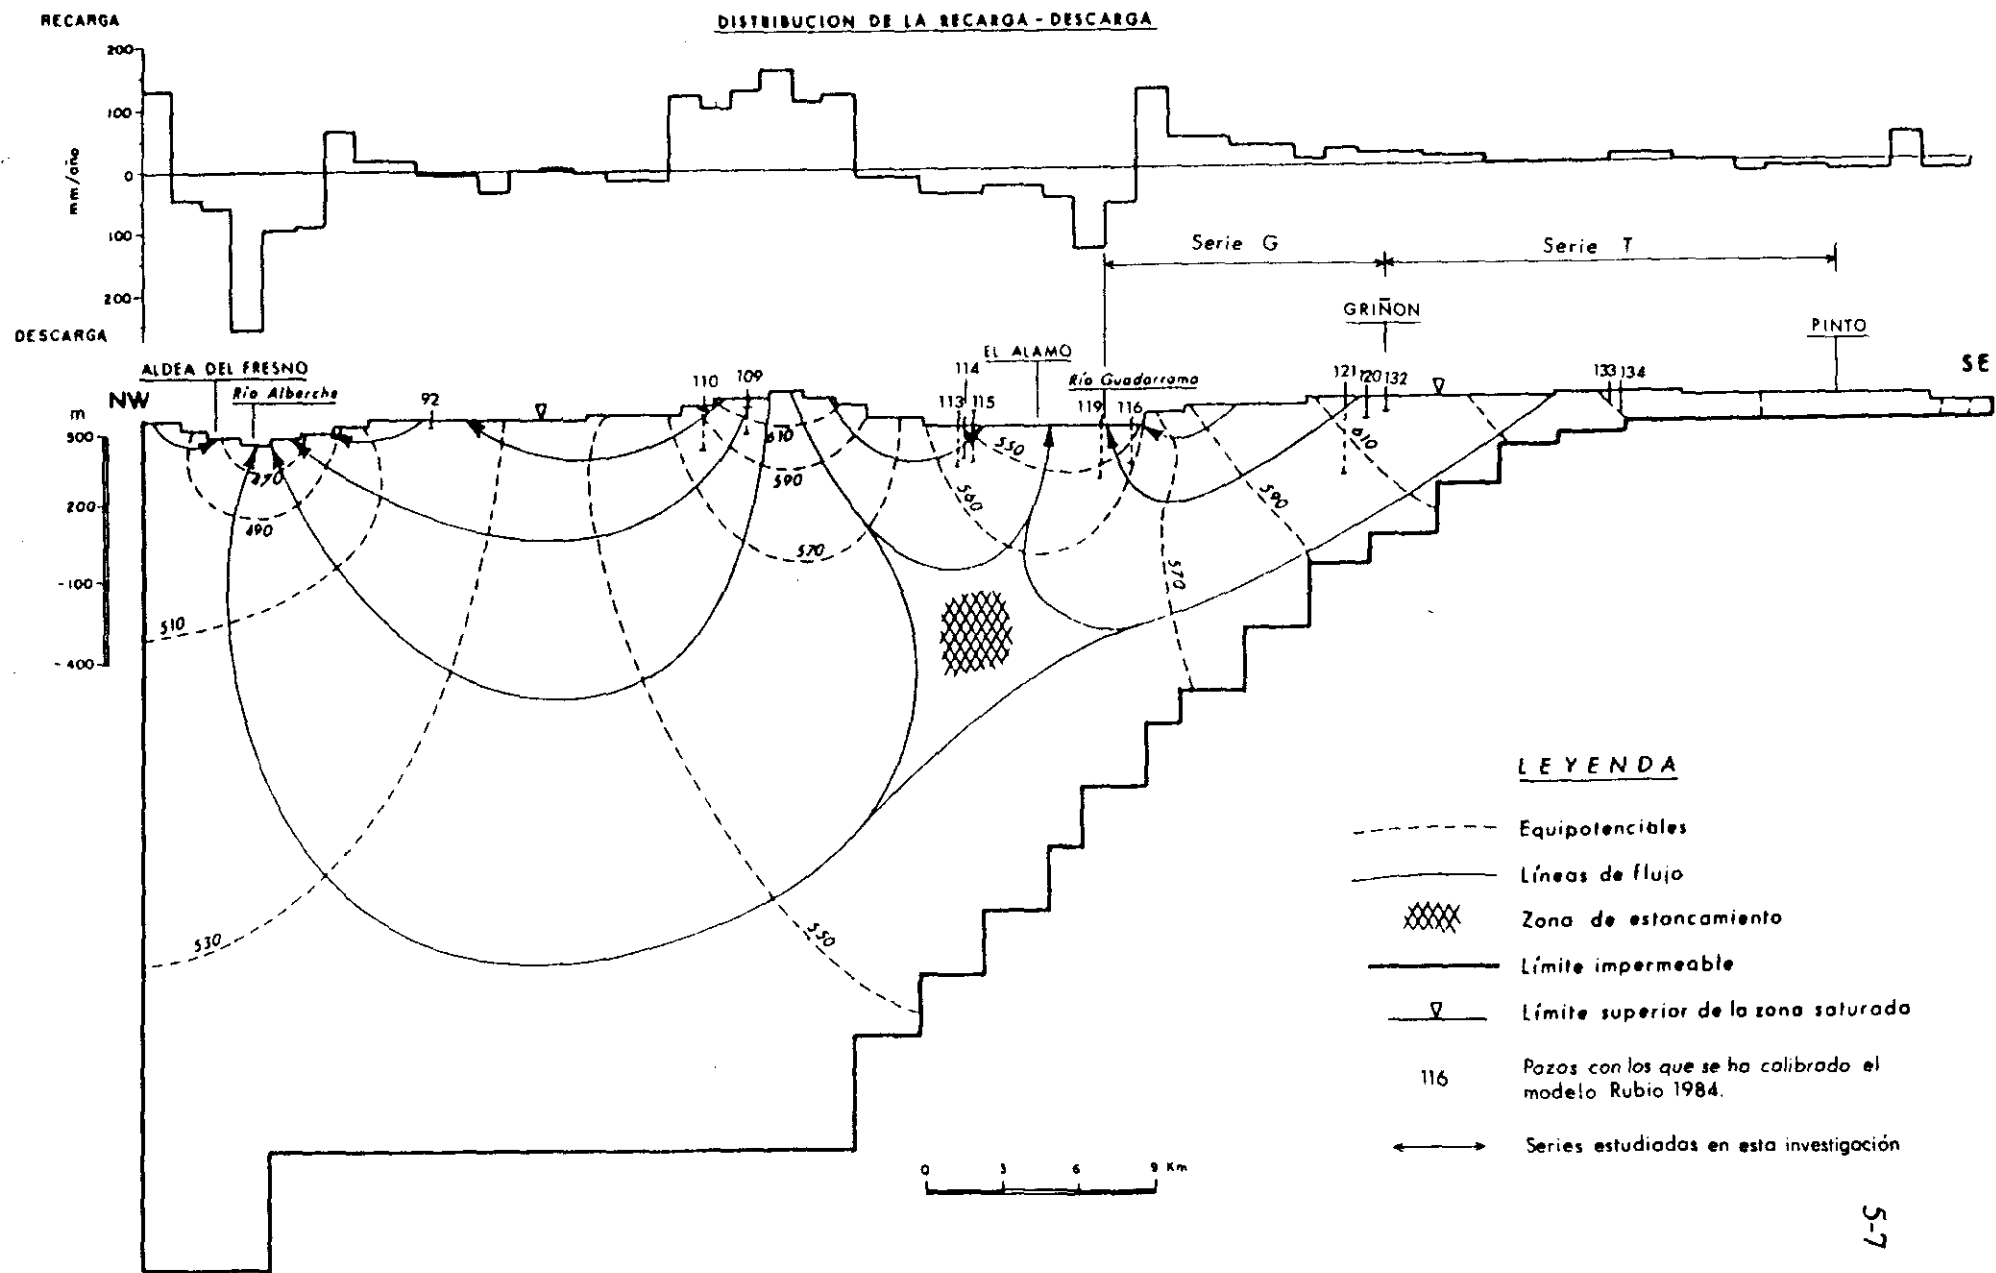 RECARGA
DISTRIBUCION DE LA RECARGA - DESCARGA
200
100
0
100
200
mm/año
DESCARGA
Serie G
Serie T
GRIÑON
PINTO
EL ALAMO
ALDEA DEL FRESNO
Río Alberche
Río Guadarrama
NW
SE
92
110
109
114
113
115
119
116
121
120
132
133
134
m
500
200
-100
-400
470
490
510
530
610
590
570
550
550
560
570
590
610
LEYENDA
Equipotenciales
Líneas de flujo
Zona de estancamiento
Límite impermeable
Límite superior de la zona saturada
116
Pozos con los que se ha calibrado el
modelo Rubio 1984.
Series estudiadas en esta investigación
0 3 6 9 Km
5-7